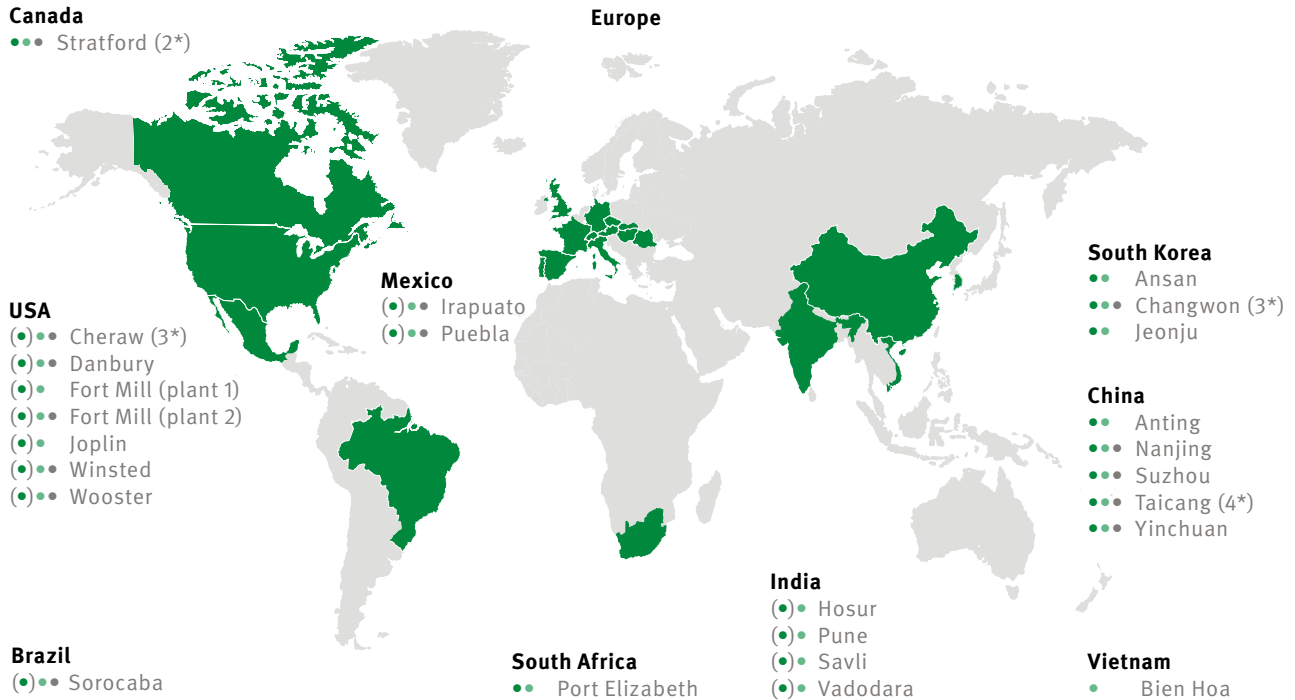 Canada
Stratford (2*)
Europe
Mexico
(•)•• Irapuato
(•)•• Puebla
USA
(•)•• Cheraw (3*)
(•)•• Danbury
(•)• Fort Mill (plant 1)
(•)•• Fort Mill (plant 2)
(•)• Joplin
(•)•• Winsted
(•)•• Wooster
Brazil
(•)•• Sorocaba
South Africa
•• Port Elizabeth
India
(•)• Hosur
(•)• Pune
(•)• Savli
(•)• Vadodara
South Korea
•• Ansan
••• Changwon (3*)
•• Jeonju
China
•• Anting
••• Nanjing
••• Suzhou
••• Taicang (4*)
••• Yinchuan
Vietnam
• Bien Hoa